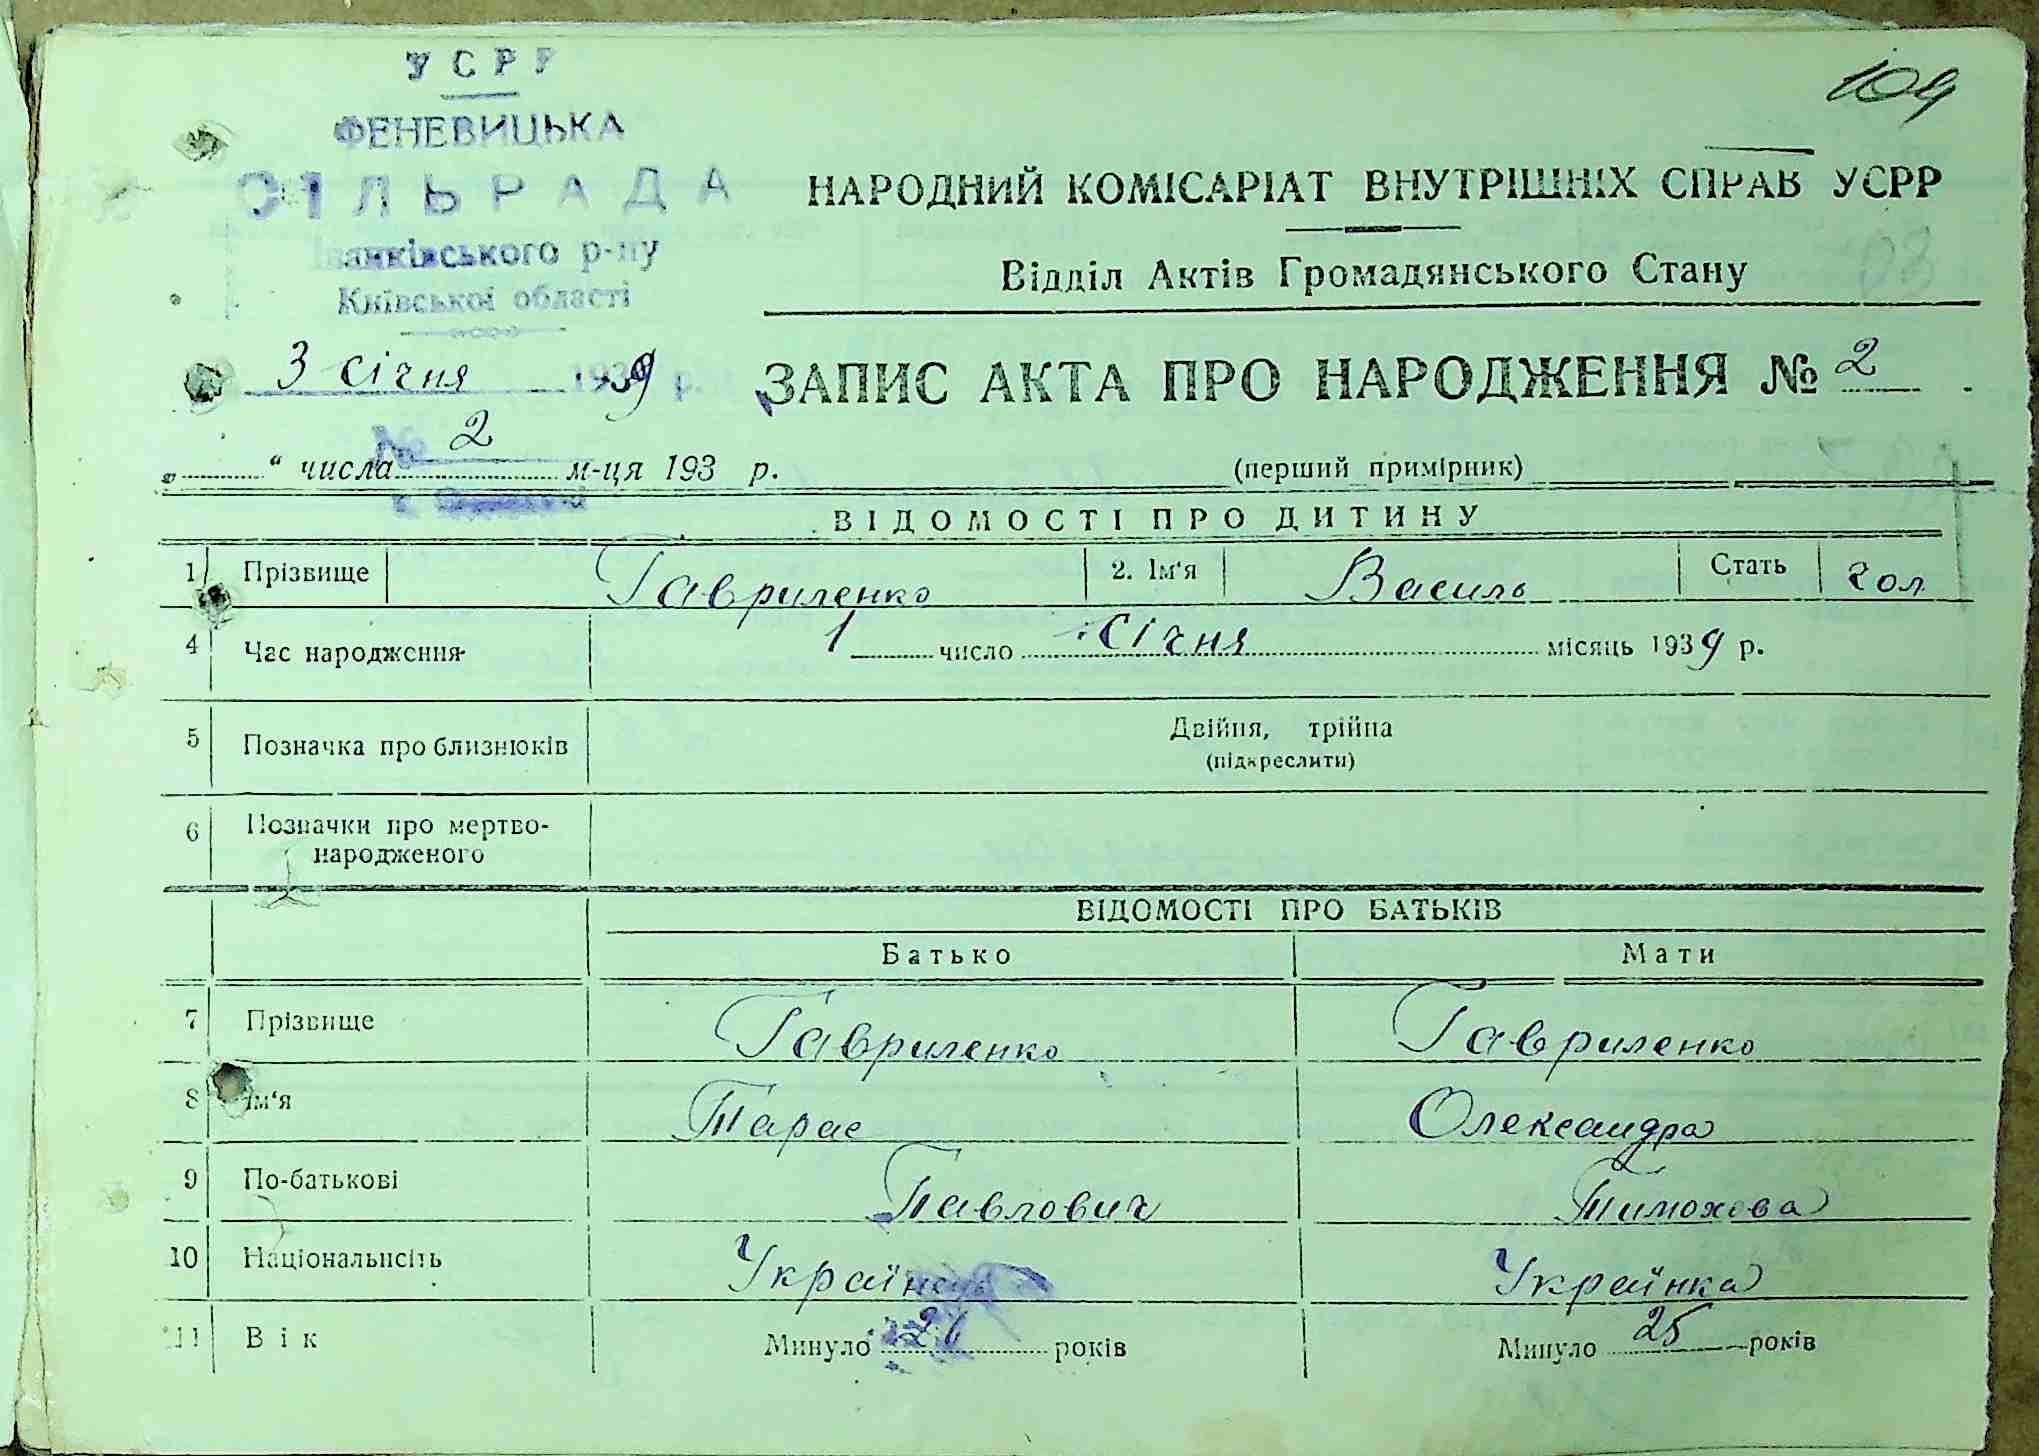 109
УСРР
ФЕНЕВИЦЬКА
СІЛЬРАДА
Іванківського р-ну
Київської області
НАРОДНИЙ КОМІСАРІАТ ВНУТРІШНІХ СПРАВ УСРР
Відділ Актів Громадянського Стану
3 січня 1939 р.
ЗАПИС АКТА ПРО НАРОДЖЕННЯ № 2
№ 2
„ “ числа м-ця 193 р.
(перший примірник)
ВІДОМОСТІ ПРО ДИТИНУ
1 Прізвище Гавриленко 2. Ім'я Василь Стать чол
4 Час народження 1 число січня місяць 1939 р.
5 Позначка про близнюків Двійня, трійна
(підкреслити)
6 Позначки про мертво-
народженого
ВІДОМОСТІ ПРО БАТЬКІВ
Батько Мати
7 Прізвище Гавриленко Гавриленко
8 Ім'я Тарас Олександра
9 По-батькові Павлович Тимохова
10 Національність Українець Українка
11 Вік Минуло 26 років Минуло 25 років